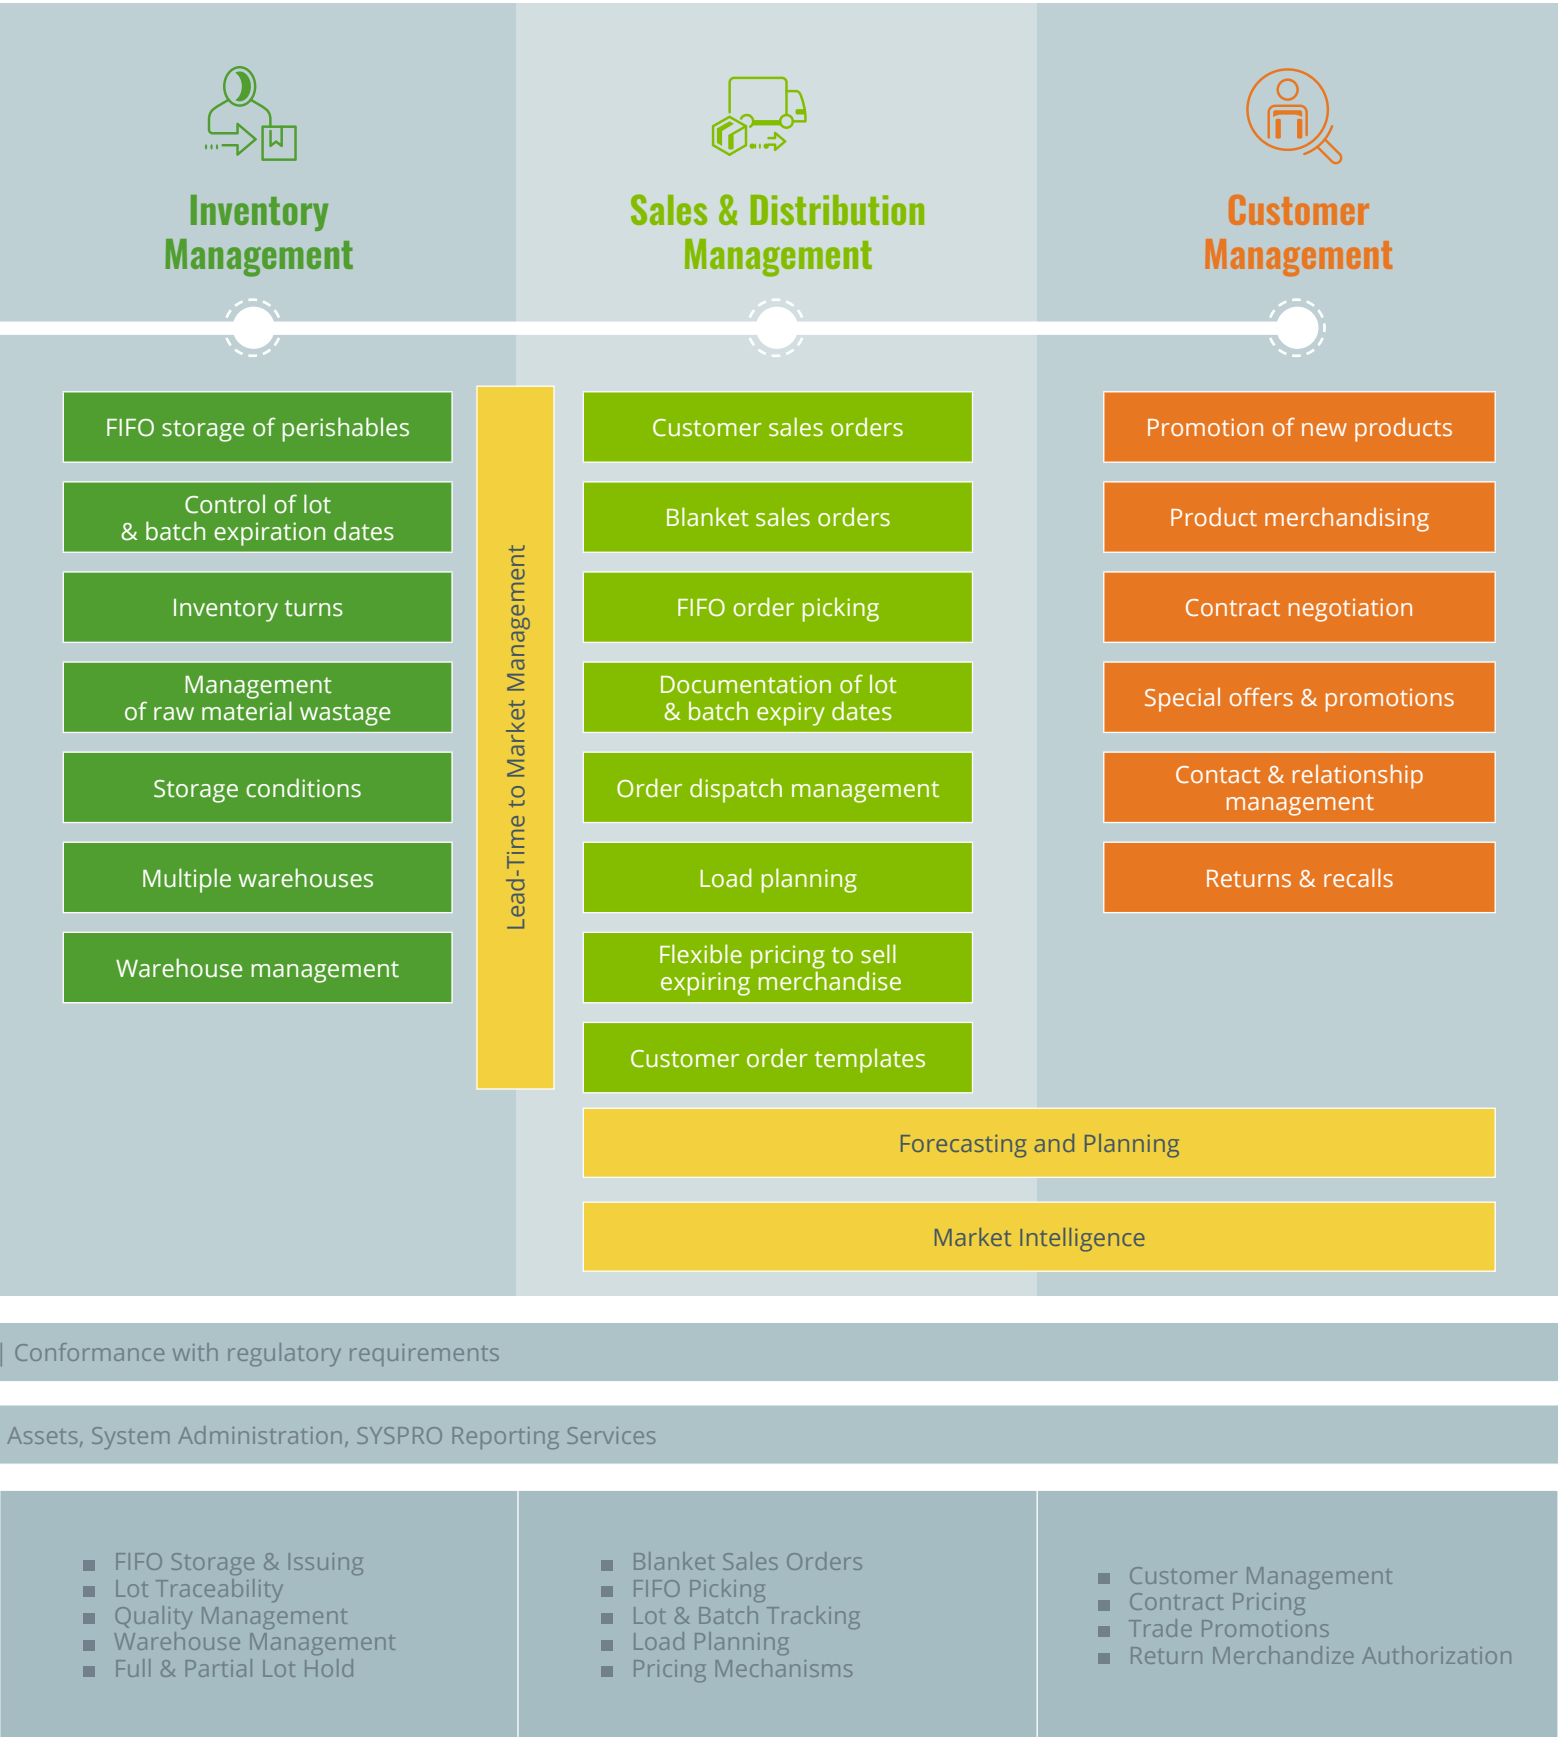 Inventory
Management
Sales & Distribution
Management
Customer
Management
FIFO storage of perishables
Control of lot
& batch expiration dates
Inventory turns
Management
of raw material wastage
Storage conditions
Multiple warehouses
Warehouse management
Lead-Time to Market Management
Customer sales orders
Blanket sales orders
FIFO order picking
Documentation of lot
& batch expiry dates
Order dispatch management
Load planning
Flexible pricing to sell
expiring merchandise
Customer order templates
Promotion of new products
Product merchandising
Contract negotiation
Special offers & promotions
Contact & relationship
management
Returns & recalls
Forecasting and Planning
Market Intelligence
| Conformance with regulatory requirements
Assets, System Administration, SYSPRO Reporting Services
FIFO Storage & Issuing
Lot Traceability
Quality Management
Warehouse Management
Full & Partial Lot Hold
Blanket Sales Orders
FIFO Picking
Lot & Batch Tracking
Load Planning
Pricing Mechanisms
Customer Management
Contract Pricing
Trade Promotions
Return Merchandize Authorization